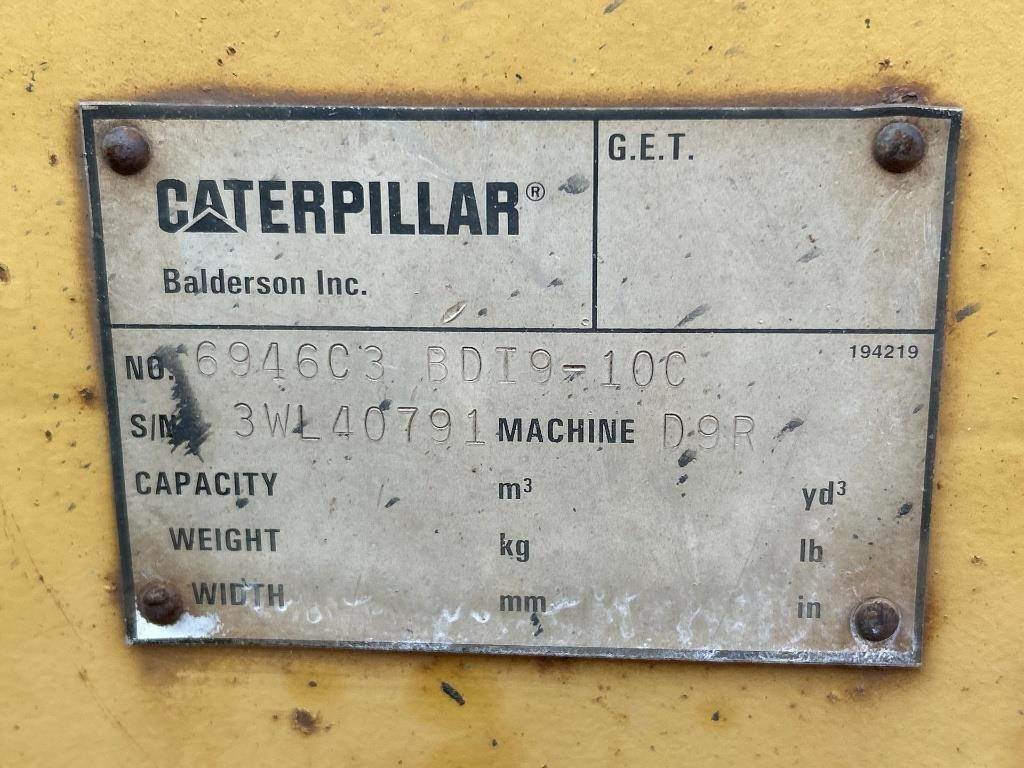 CATERPILLAR®
Balderson Inc.
G.E.T.
NO. 6946C3 BDI9-10C
194219
S/N 3WL40791 MACHINE D9R
CAPACITY m³ yd³
WEIGHT kg lb
WIDTH mm in